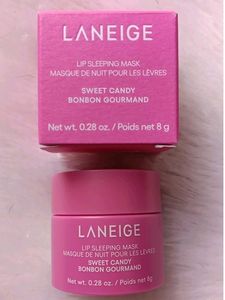 LANEIGE
LIP SLEEPING MASK
MASQUE DE NUIT POUR LES LÈVRES
SWEET CANDY
BONBON GOURMAND
Net wt. 0.28 oz. / Poids net 8 g
LANEIGE
LIP SLEEPING MASK
MASQUE DE NUIT POUR LES LÈVRES
SWEET CANDY
BONBON GOURMAND
Net wt. 0.28 oz. / Poids net 8g